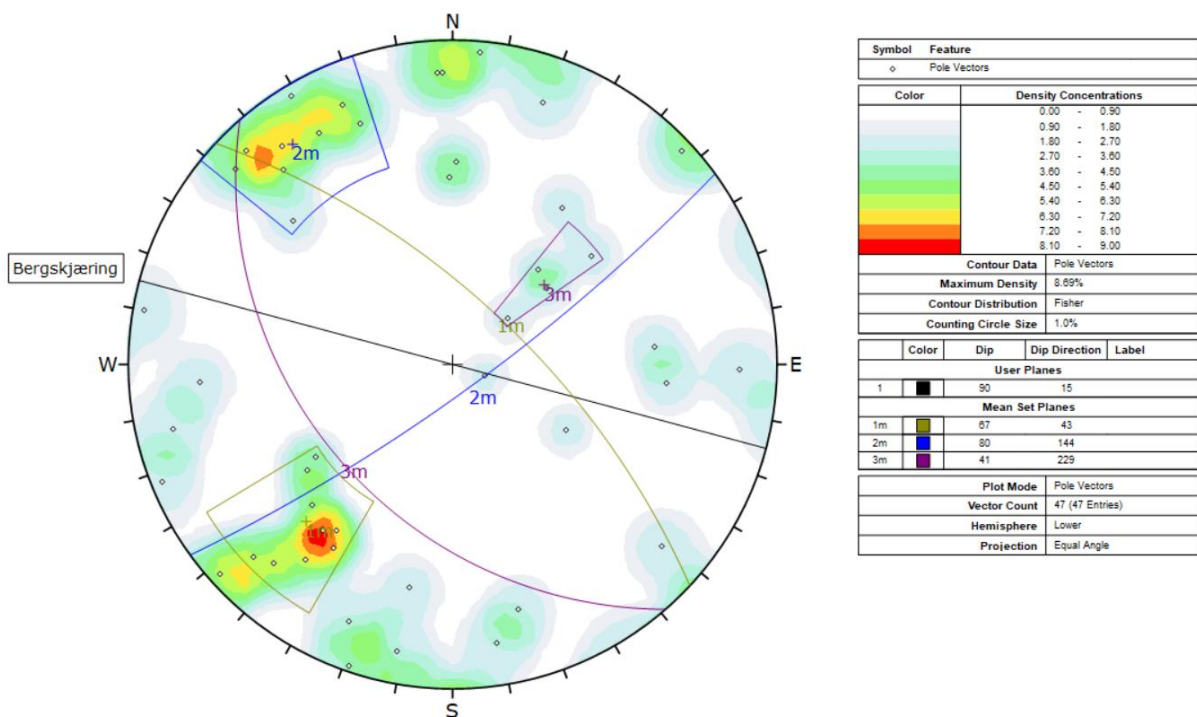 N
Bergskjæring
W
E
S
2m
3m
1m
2m
3m
1m
Symbol Feature
Pole Vectors
Color Density Concentrations
0.00 - 0.90
0.90 - 1.80
1.80 - 2.70
2.70 - 3.60
3.60 - 4.50
4.50 - 5.40
5.40 - 6.30
6.30 - 7.20
7.20 - 8.10
8.10 - 9.00
Contour Data Pole Vectors
Maximum Density 8.69%
Contour Distribution Fisher
Counting Circle Size 1.0%
Color Dip Dip Direction Label
User Planes
1 90 15
Mean Set Planes
1m 67 43
2m 80 144
3m 41 229
Plot Mode Pole Vectors
Vector Count 47 (47 Entries)
Hemisphere Lower
Projection Equal Angle